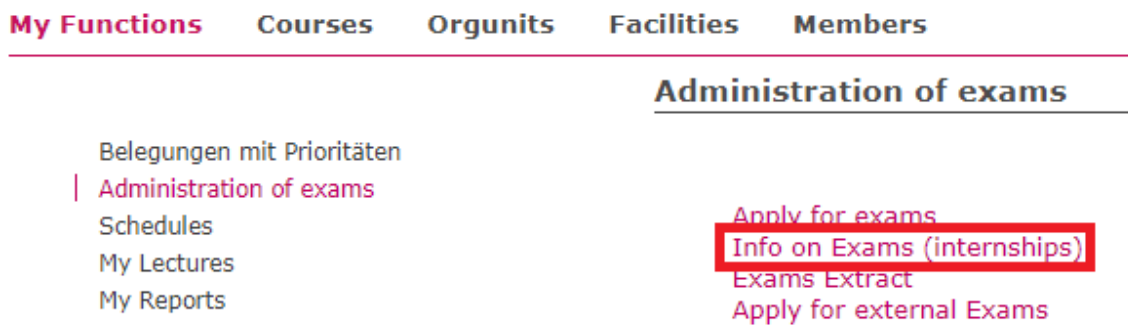 My Functions Courses Orgunits Facilities Members
Administration of exams
Belegungen mit Prioritäten
Administration of exams
Schedules
My Lectures
My Reports
Apply for exams
Info on Exams (internships)
Exams Extract
Apply for external Exams